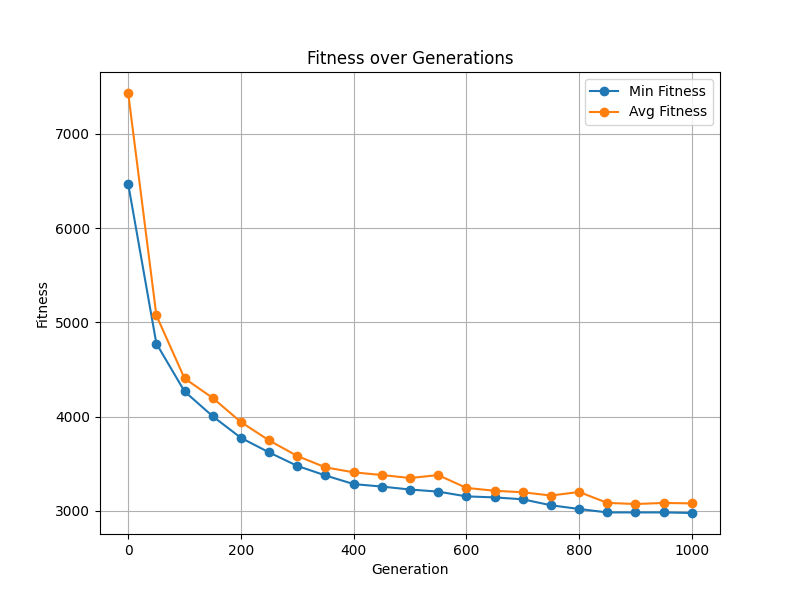 Fitness over Generations
Min Fitness
Avg Fitness
7000
6000
5000
4000
3000
Fitness
0 200 400 600 800 1000
Generation